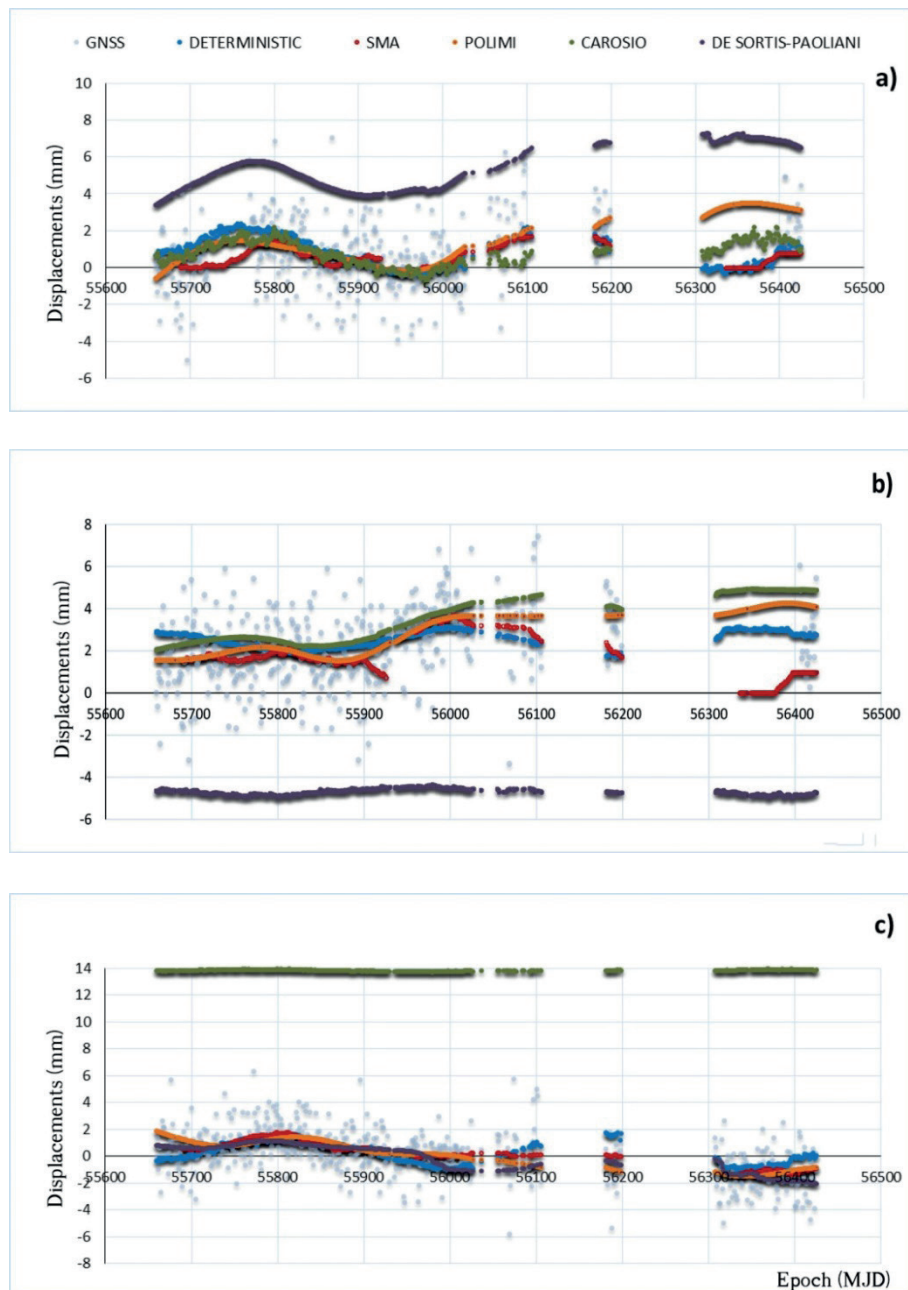 GNSS DETERMINISTIC SMA POLIMI CAROSIO DE SORTIS-PAOLIANI
a)
Displacements (mm)
10
8
6
4
2
0
-2
-4
-6
55600 55700 55800 55900 56000 56100 56200 56300 56400 56500
b)
Displacements (mm)
8
6
4
2
0
-2
-4
-6
55600 55700 55800 55900 56000 56100 56200 56300 56400 56500
c)
Displacements (mm)
14
12
10
8
6
4
2
0
-2
-4
-6
-8
55600 55700 55800 55900 56000 56100 56200 56300 56400 56500
Epoch (MJD)